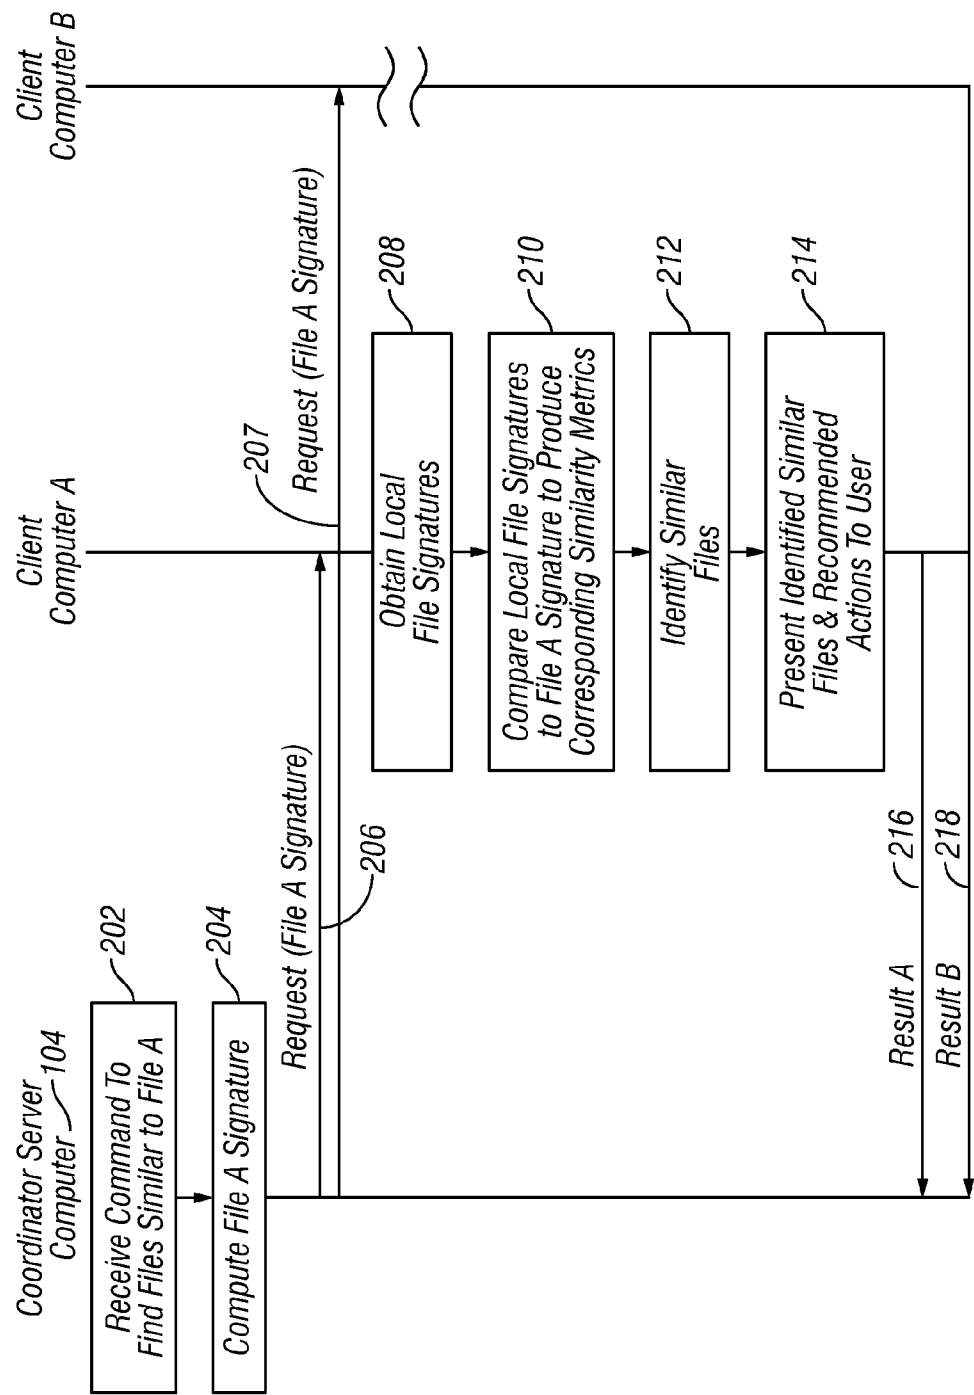 Coordinator Server
Computer 104
Client
Computer A
Client
Computer B
Receive Command To
Find Files Similar to File A
202
Compute File A Signature
204
Request (File A Signature)
206
207
Request (File A Signature)
Obtain Local
File Signatures
208
Compare Local File Signatures
to File A Signature to Produce
Corresponding Similarity Metrics
210
Identify Similar
Files
212
Present Identified Similar
Files & Recommended
Actions To User
214
Result A
216
Result B
218